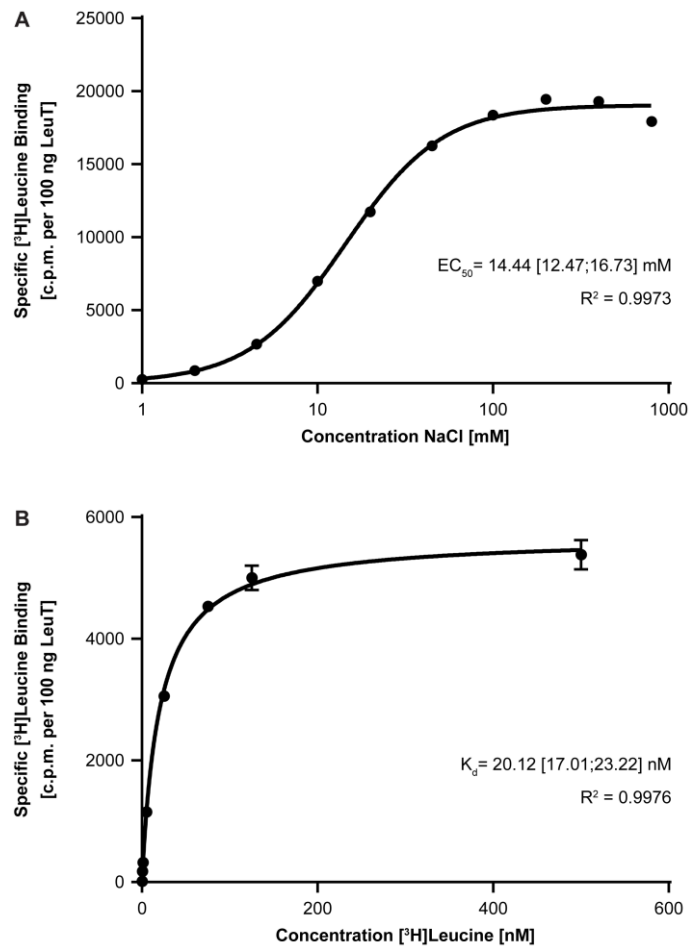 A
Specific [³H]Leucine Binding
[c.p.m. per 100 ng LeuT]
25000
20000
15000
10000
5000
0
EC₅₀= 14.44 [12.47;16.73] mM
R² = 0.9973
1
10
100
1000
Concentration NaCl [mM]
B
Specific [³H]Leucine Binding
[c.p.m. per 100 ng LeuT]
6000
4000
2000
0
K_d= 20.12 [17.01;23.22] nM
R² = 0.9976
0
200
400
600
Concentration [³H]Leucine [nM]